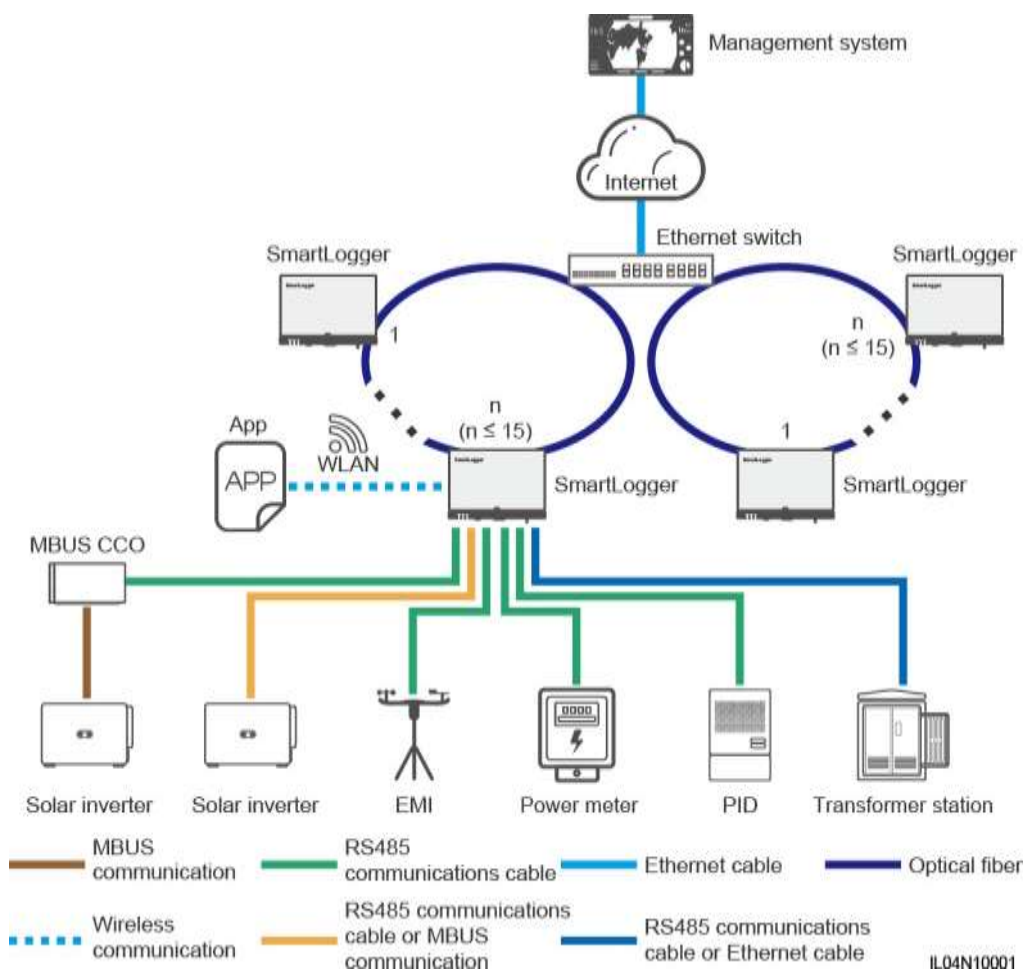 Management system
Internet
Ethernet switch
SmartLogger
SmartLogger
1
n
(n ≤ 15)
n
(n ≤ 15)
1
App
WLAN
APP
SmartLogger
SmartLogger
MBUS CCO
Solar inverter
Solar inverter
EMI
Power meter
PID
Transformer station
MBUS
communication
RS485
communications cable
Ethernet cable
Optical fiber
Wireless
communication
RS485 communications
cable or MBUS
communication
RS485 communications
cable or Ethernet cable
IL04N10001